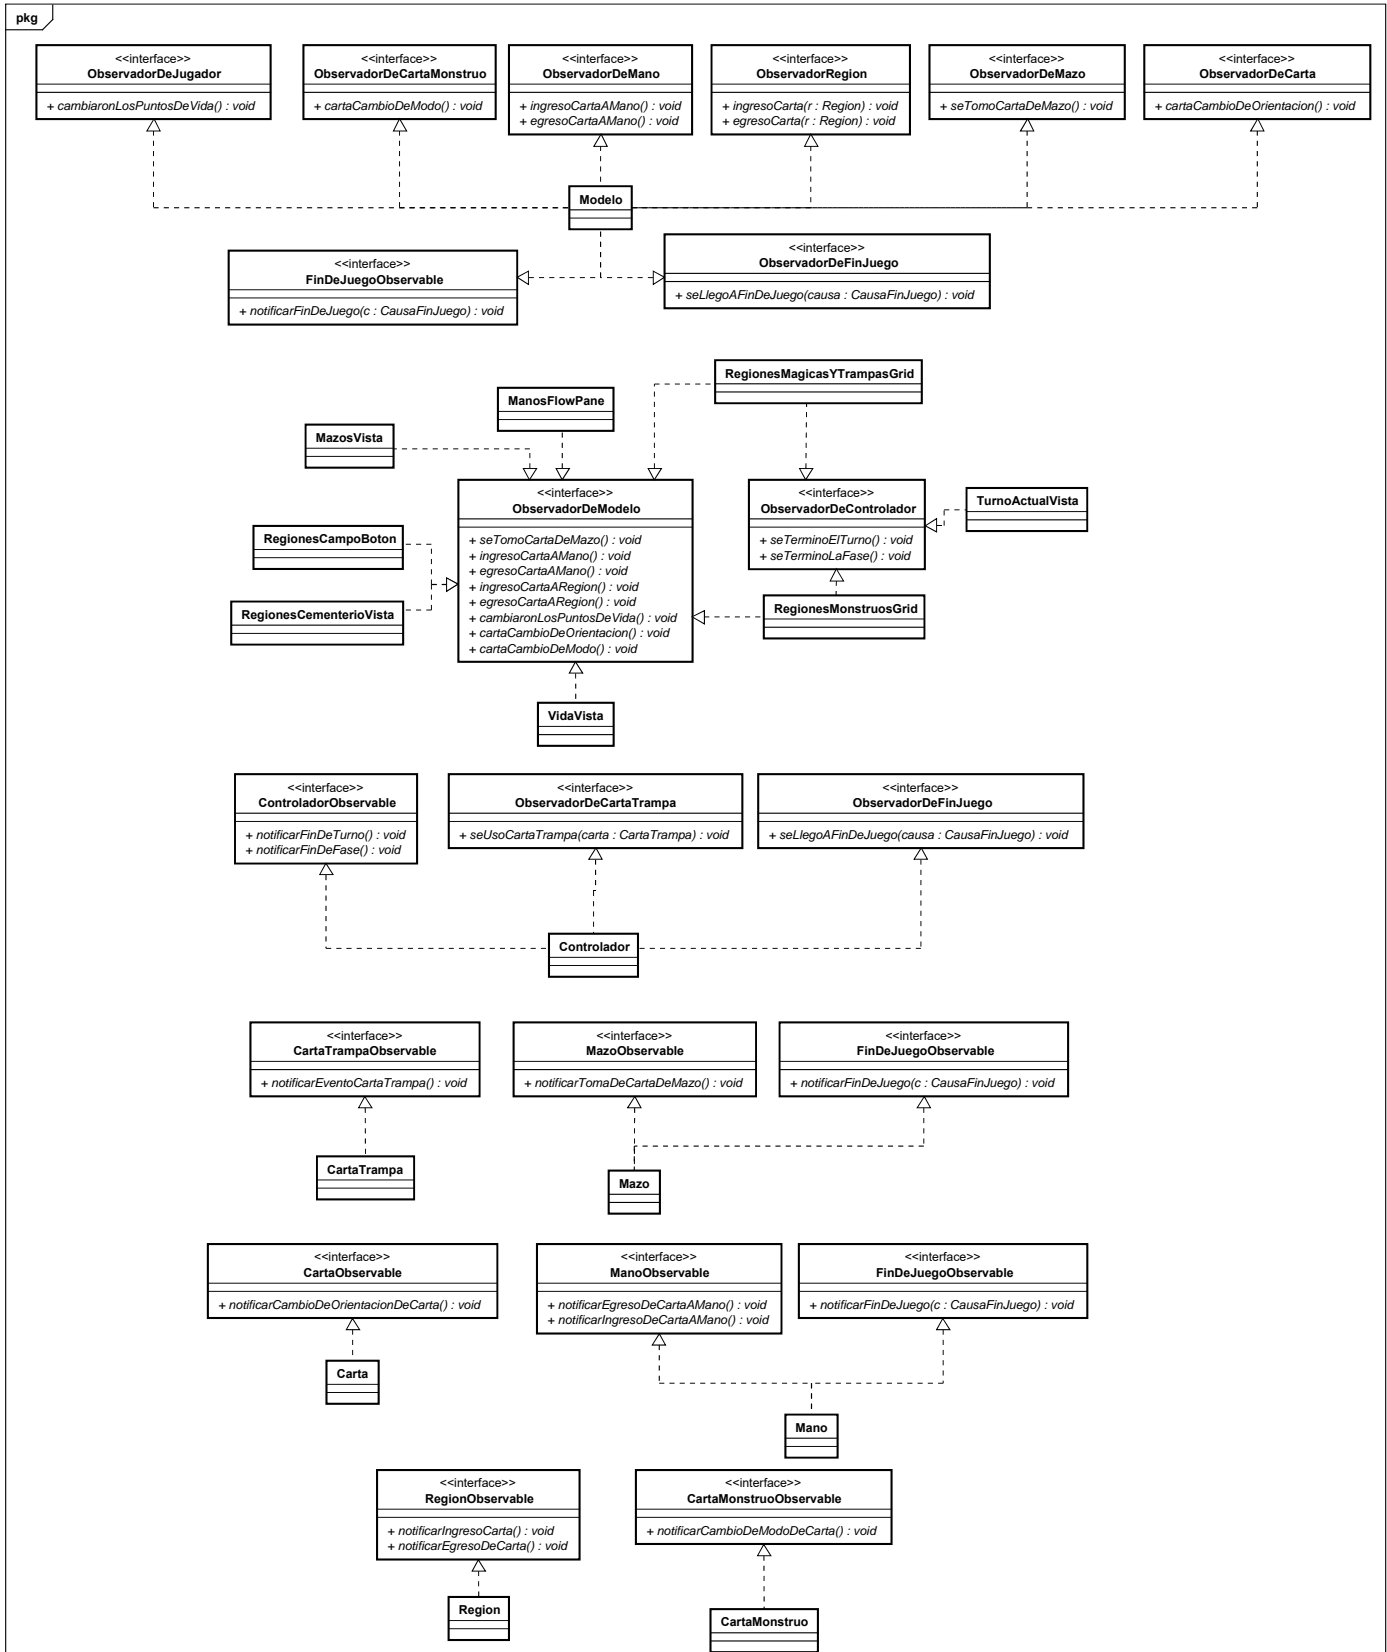 pkg
<<interface>>
ObservadorDeJugador
+ cambiaronLosPuntosDeVida() : void
<<interface>>
ObservadorDeCartaMonstruo
+ cartaCambioDeModo() : void
<<interface>>
ObservadorDeMano
+ ingresoCartaAMano() : void
+ egresoCartaAMano() : void
<<interface>>
ObservadorRegion
+ ingresoCarta(r : Region) : void
+ egresoCarta(r : Region) : void
<<interface>>
ObservadorDeMazo
+ seTomoCartaDeMazo() : void
<<interface>>
ObservadorDeCarta
+ cartaCambioDeOrientacion() : void
Modelo
<<interface>>
FinDeJuegoObservable
+ notificarFinDeJuego(c : CausaFinJuego) : void
<<interface>>
ObservadorDeFinJuego
+ seLlegoAFinDeJuego(causa : CausaFinJuego) : void
RegionesMagicasYTrampasGrid
ManosFlowPane
MazosVista
<<interface>>
ObservadorDeModelo
+ seTomoCartaDeMazo() : void
+ ingresoCartaAMano() : void
+ egresoCartaAMano() : void
+ ingresoCartaARegion() : void
+ egresoCartaARegion() : void
+ cambiaronLosPuntosDeVida() : void
+ cartaCambioDeOrientacion() : void
+ cartaCambioDeModo() : void
<<interface>>
ObservadorDeControlador
+ seTerminoElTurno() : void
+ seTerminoLaFase() : void
TurnoActualVista
RegionesCampoBoton
RegionesCementerioVista
RegionesMonstruosGrid
VidaVista
<<interface>>
ControladorObservable
+ notificarFinDeTurno() : void
+ notificarFinDeFase() : void
<<interface>>
ObservadorDeCartaTrampa
+ seUsoCartaTrampa(carta : CartaTrampa) : void
<<interface>>
ObservadorDeFinJuego
+ seLlegoAFinDeJuego(causa : CausaFinJuego) : void
Controlador
<<interface>>
CartaTrampaObservable
+ notificarEventoCartaTrampa() : void
<<interface>>
MazoObservable
+ notificarTomaDeCartaDeMazo() : void
<<interface>>
FinDeJuegoObservable
+ notificarFinDeJuego(c : CausaFinJuego) : void
CartaTrampa
Mazo
<<interface>>
CartaObservable
+ notificarCambioDeOrientacionDeCarta() : void
<<interface>>
ManoObservable
+ notificarEgresoDeCartaAMano() : void
+ notificarIngresoDeCartaAMano() : void
<<interface>>
FinDeJuegoObservable
+ notificarFinDeJuego(c : CausaFinJuego) : void
Carta
Mano
<<interface>>
RegionObservable
+ notificarIngresoCarta() : void
+ notificarEgresoDeCarta() : void
<<interface>>
CartaMonstruoObservable
+ notificarCambioDeModoDeCarta() : void
Region
CartaMonstruo